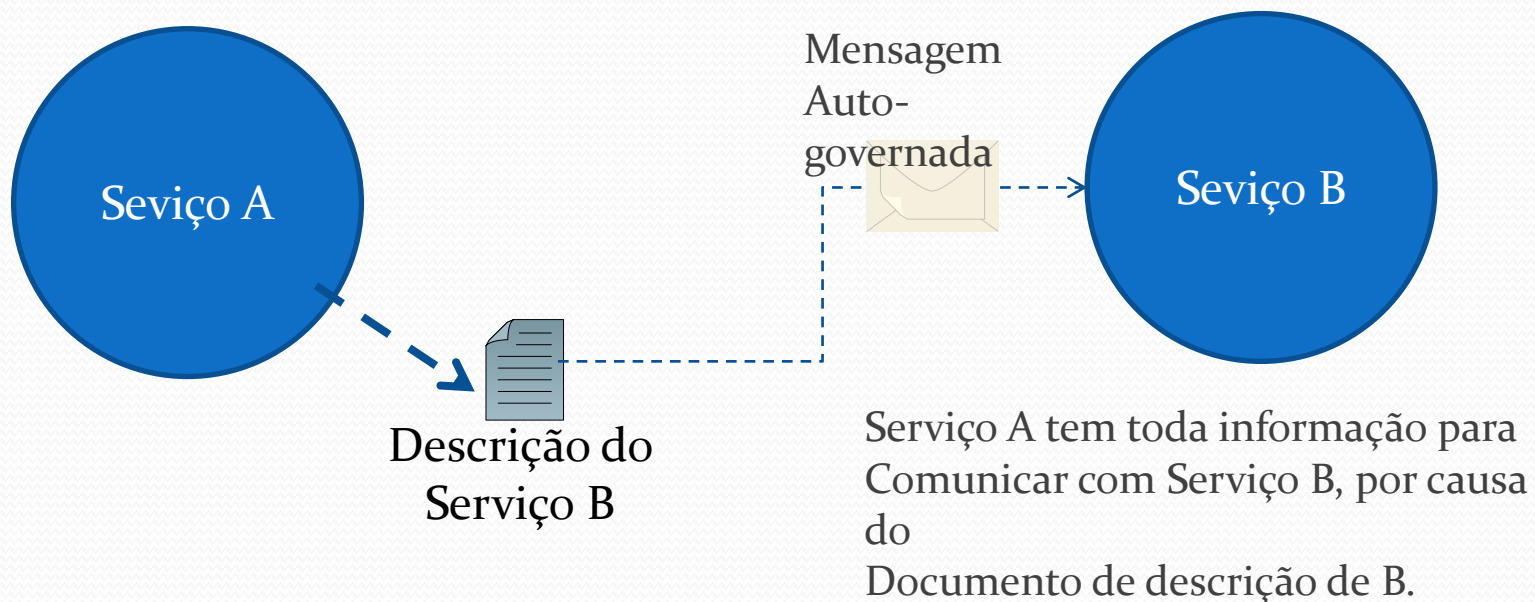 Mensagem
Auto-
governada
Seviço A
Seviço B
Descrição do
Serviço B
Serviço A tem toda informação para
Comunicar com Serviço B, por causa
do
Documento de descrição de B.